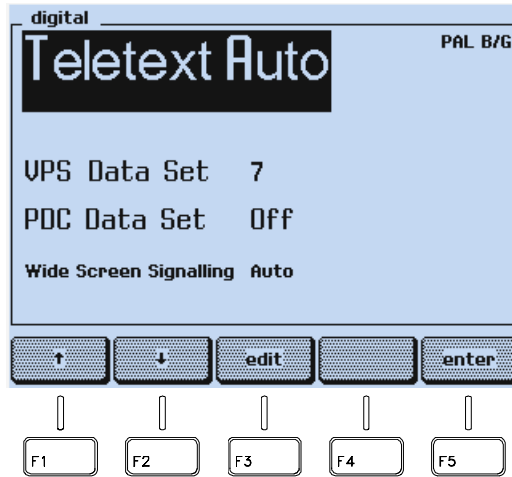 digital
PAL B/G
Teletext Auto
VPS Data Set 7
PDC Data Set Off
Wide Screen Signalling Auto
↑ ↓ edit enter
F1 F2 F3 F4 F5